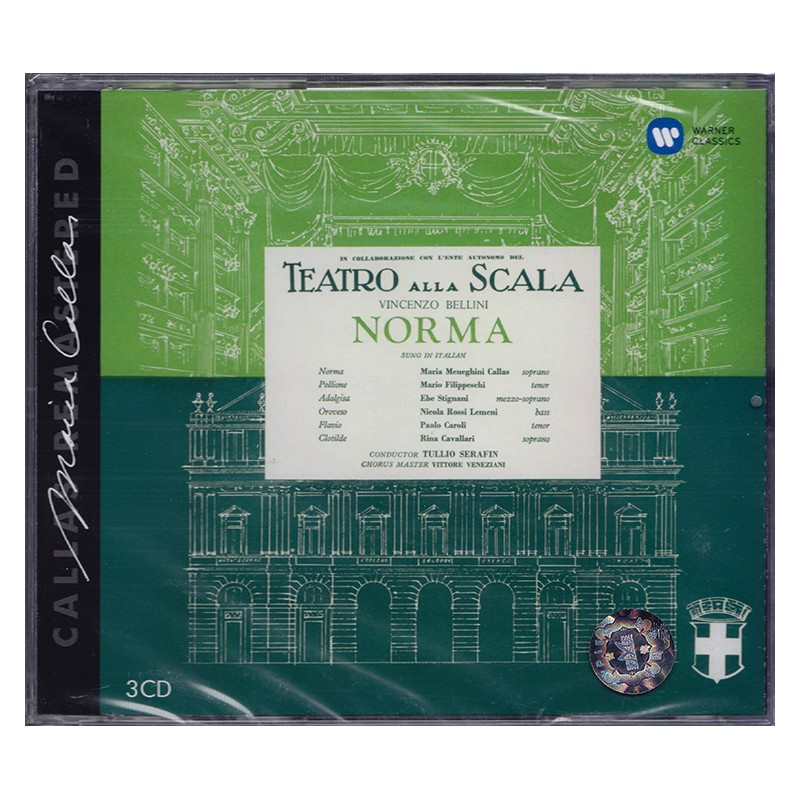 CALLAS REMASTERED
Maria Callas
WARNER
CLASSICS
IN COLLABORAZIONE CON L'ENTE AUTONOMO DEL
TEATRO ALLA SCALA
VINCENZO BELLINI
NORMA
SUNG IN ITALIAN
Norma Maria Meneghini Callas soprano
Pollione Mario Filippeschi tenor
Adalgisa Ebe Stignani mezzo-soprano
Oroveso Nicola Rossi Lemeni bass
Flavio Paolo Caroli tenor
Clotilde Rina Cavallari soprano
CONDUCTOR TULLIO SERAFIN
CHORUS MASTER VITTORE VENEZIANI
3CD